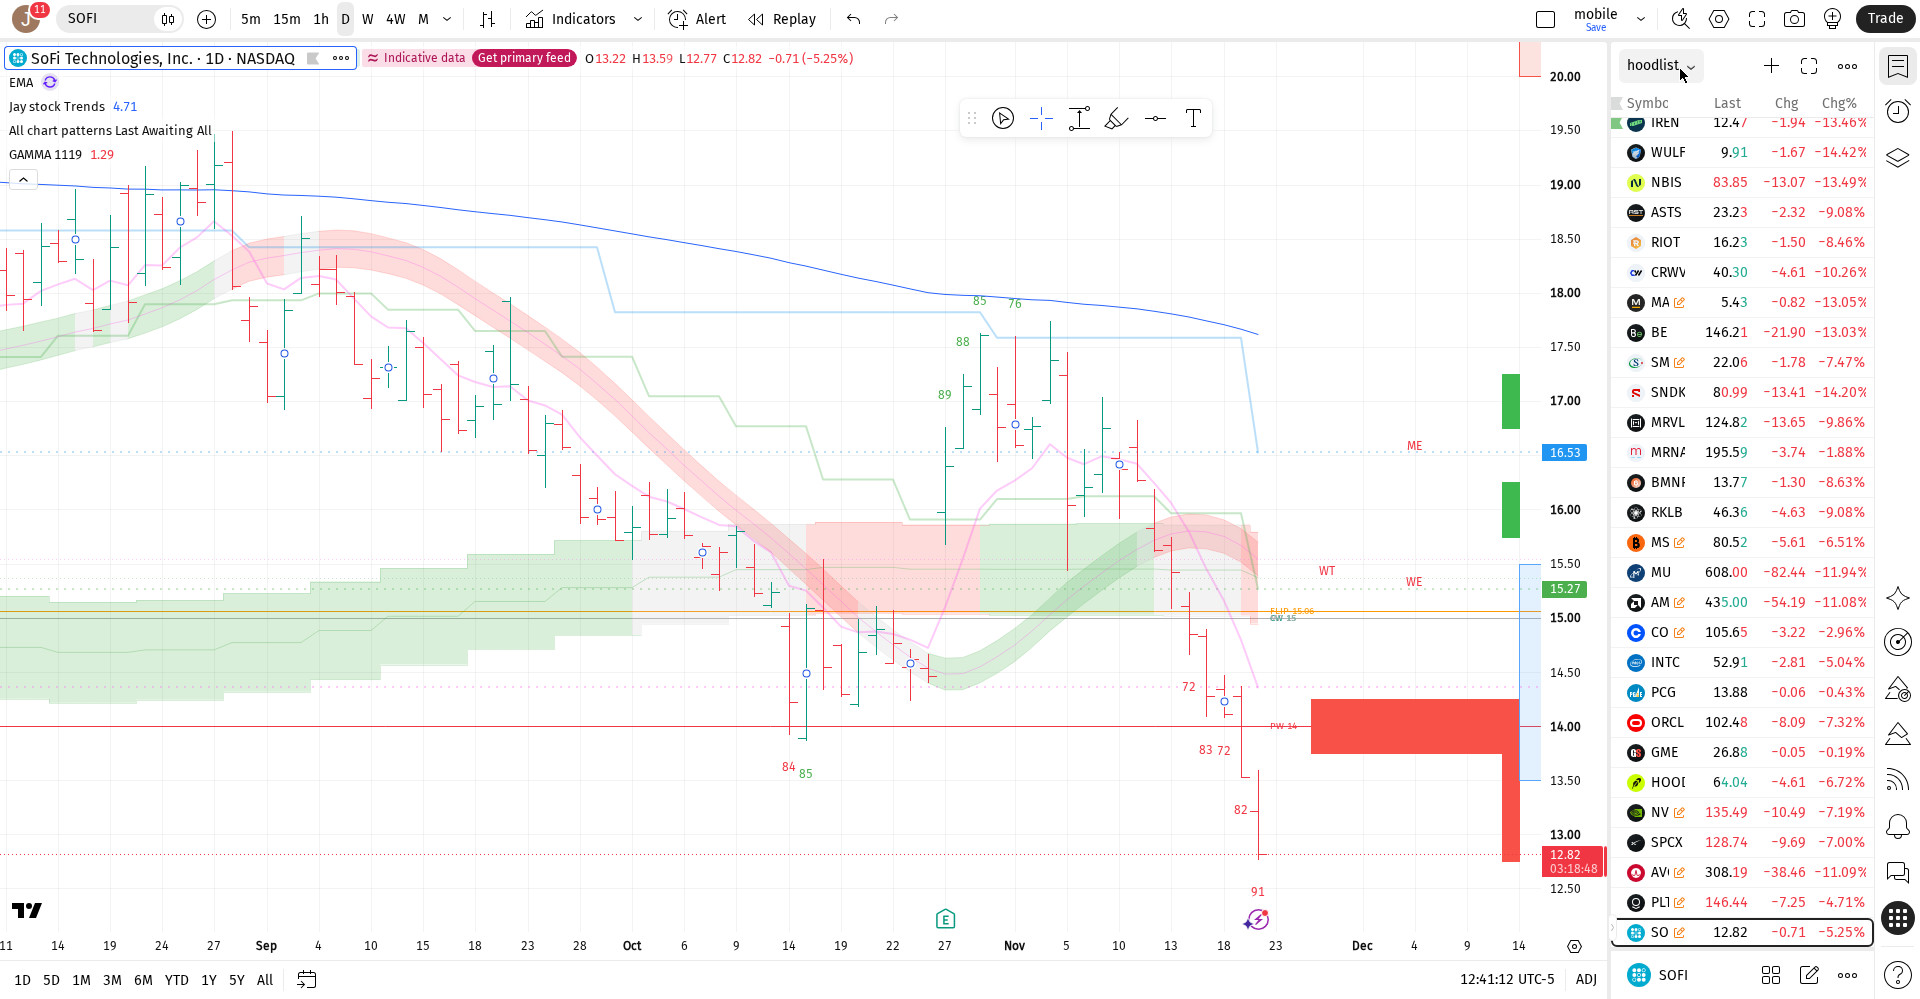 J 11 SOFI 5m 15m 1h D W 4W M Indicators Alert Replay mobile Save Trade
SoFi Technologies, Inc. · 1D · NASDAQ Indicative data Get primary feed O13.22 H13.59 L12.77 C12.82 −0.71 (−5.25%)
EMA
Jay stock Trends 4.71
All chart patterns Last Awaiting All
GAMMA 1119 1.29
20.00
19.50
19.00
18.50
18.00
17.50
17.00
16.53
16.00
15.50
15.27
15.00
14.50
14.00
13.50
13.00
12.82
03:18:48
12.50
85
76
88
89
ME
WT
WE
FLIP 15.06
PW 14
72
83 72
84
85
82
91
E
11 14 19 24 27 Sep 4 10 15 18 23 28 Oct 6 9 14 19 22 27 Nov 5 10 13 18 23 Dec 4 9 14
1D 5D 1M 3M 6M YTD 1Y 5Y All 12:41:12 UTC-5 ADJ
hoodlist
Symbc Last Chg Chg%
IREN 12.47 −1.94 −13.46%
WULF 9.91 −1.67 −14.42%
NBIS 83.85 −13.07 −13.49%
ASTS 23.23 −2.32 −9.08%
RIOT 16.23 −1.50 −8.46%
CRWV 40.30 −4.61 −10.26%
MA 5.43 −0.82 −13.05%
BE 146.21 −21.90 −13.03%
SM 22.06 −1.78 −7.47%
SNDK 80.99 −13.41 −14.20%
MRVL 124.82 −13.65 −9.86%
MRNA 195.59 −3.74 −1.88%
BMNR 13.77 −1.30 −8.63%
RKLB 46.36 −4.63 −9.08%
MS 80.52 −5.61 −6.51%
MU 608.00 −82.44 −11.94%
AM 435.00 −54.19 −11.08%
CO 105.65 −3.22 −2.96%
INTC 52.91 −2.81 −5.04%
PCG 13.88 −0.06 −0.43%
ORCL 102.48 −8.09 −7.32%
GME 26.88 −0.05 −0.19%
HOOD 64.04 −4.61 −6.72%
NV 135.49 −10.49 −7.19%
SPCX 128.74 −9.69 −7.00%
AV 308.19 −38.46 −11.09%
PLT 146.44 −7.25 −4.71%
SO 12.82 −0.71 −5.25%
SOFI